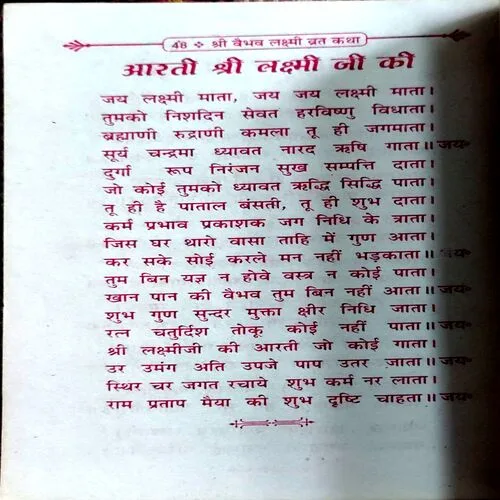 48 ❖ श्री वैभव लक्ष्मी व्रत कथा
आरती श्री लक्ष्मी जी की
जय लक्ष्मी माता, जय जय लक्ष्मी माता।
तुमको निशदिन सेवत हरविष्णु विधाता।
ब्रह्माणी रुद्राणी कमला तू ही जगमाता।
सूर्य चन्द्रमा ध्यावत नारद ऋषि गाता॥ जय॰
दुर्गा रूप निरंजन सुख सम्पत्ति दाता।
जो कोई तुमको ध्यावत ऋद्धि सिद्धि पाता।
तू ही है पाताल बंसती, तू ही शुभ दाता।
कर्म प्रभाव प्रकाशक जग निधि के त्राता।
जिस घर थारो वासा ताहि में गुण आता।
कर सके सोई करले मन नहीं भड़काता॥ जय॰
तुम बिन यज्ञ न होवे वस्त्र न कोई पाता।
खान पान की वैभव तुम बिन नहीं आता॥ जय॰
शुभ गुण सुन्दर मुक्ता क्षीर निधि जाता।
रत्न चतुर्दिश तोकू कोई नहीं पाता॥ जय॰
श्री लक्ष्मीजी की आरती जो कोई गाता।
उर उमंग अति उपजे पाप उतर जाता॥ जय॰
स्थिर चर जगत रचाये शुभ कर्म नर लाता।
राम प्रताप मैया की शुभ दृष्टि चाहता॥ जय॰